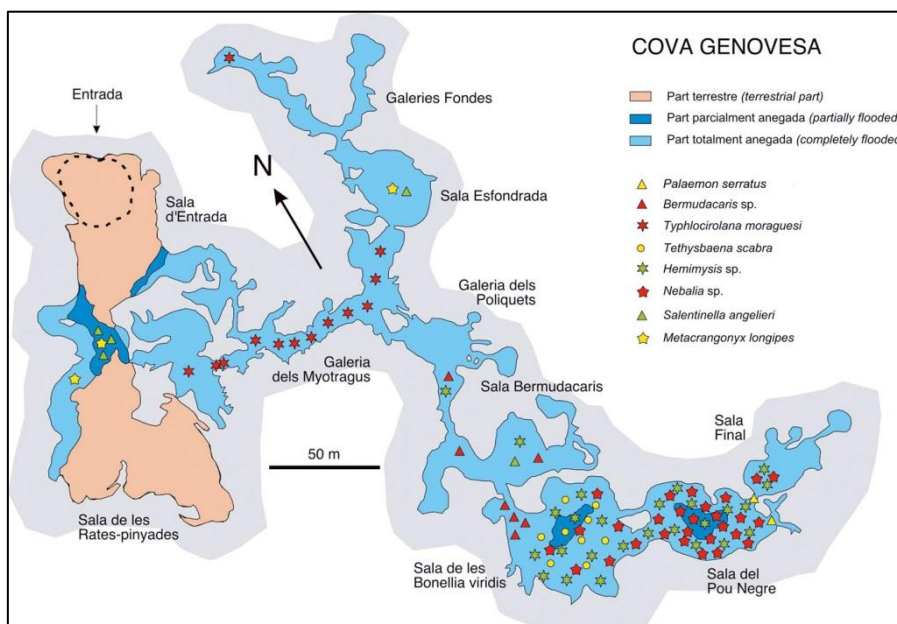 COVA GENOVESA
Part terrestre (terrestrial part)
Part parcialment anegada (partially flooded
Part totalment anegada (completely flooded
Palaemon serratus
Bermudacaris sp.
Typhlocirolana moraguesi
Tethysbaena scabra
Hemimysis sp.
Nebalia sp.
Salentinella angelieri
Metacrangonyx longipes
Entrada
Galeries Fondes
N
Sala
d'Entrada
Sala Esfondrada
Galeria dels
Poliquets
Galeria
dels Myotragus
Sala Bermudacaris
Sala
Final
50 m
Sala de les
Rates-pinyades
Sala de les
Bonellia viridis
Sala del
Pou Negre